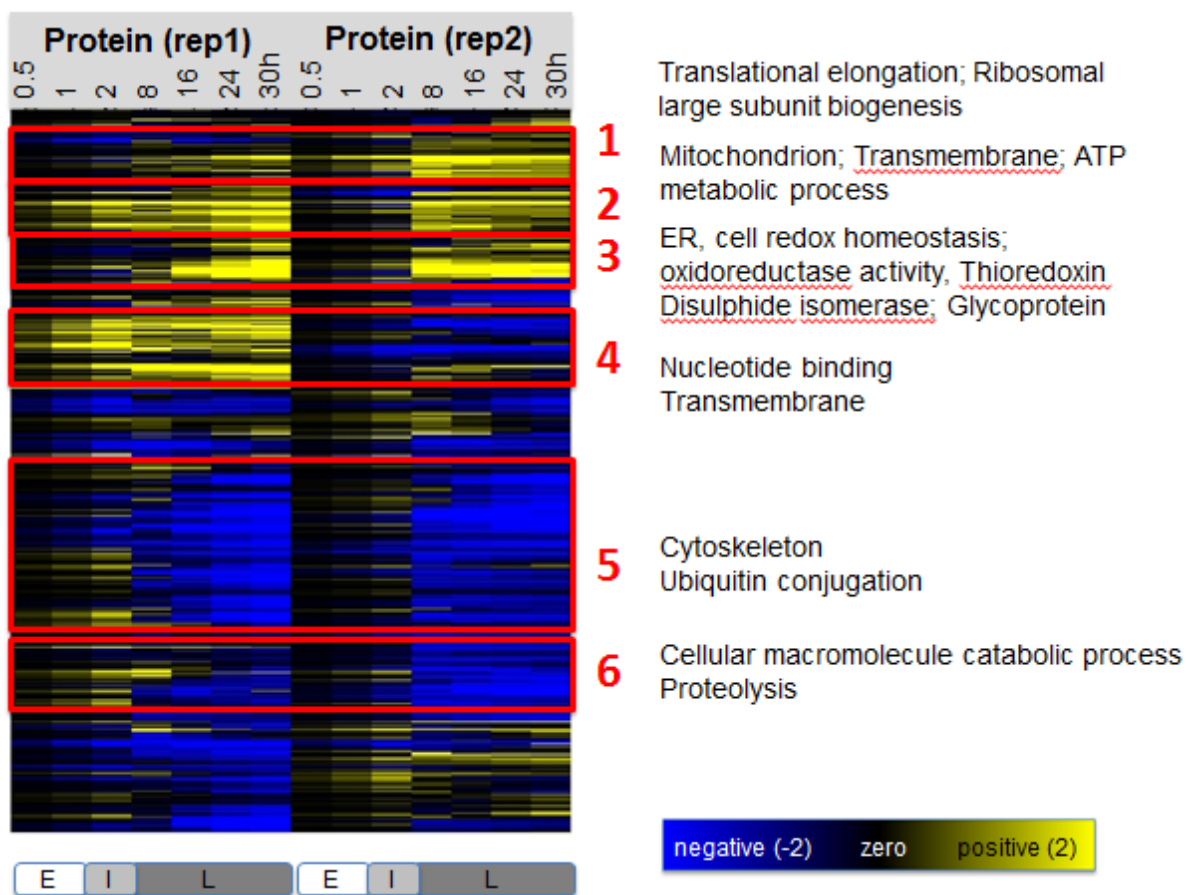 Protein (rep1) Protein (rep2)
0.5 1 2 8 16 24 30h 0.5 1 2 8 16 24 30h
1
Translational elongation; Ribosomal
large subunit biogenesis
2
Mitochondrion; Transmembrane; ATP
metabolic process
3
ER, cell redox homeostasis;
oxidoreductase activity, Thioredoxin
Disulphide isomerase; Glycoprotein
4
Nucleotide binding
Transmembrane
5
Cytoskeleton
Ubiquitin conjugation
6
Cellular macromolecule catabolic process
Proteolysis
negative (-2) zero positive (2)
E I L E I L